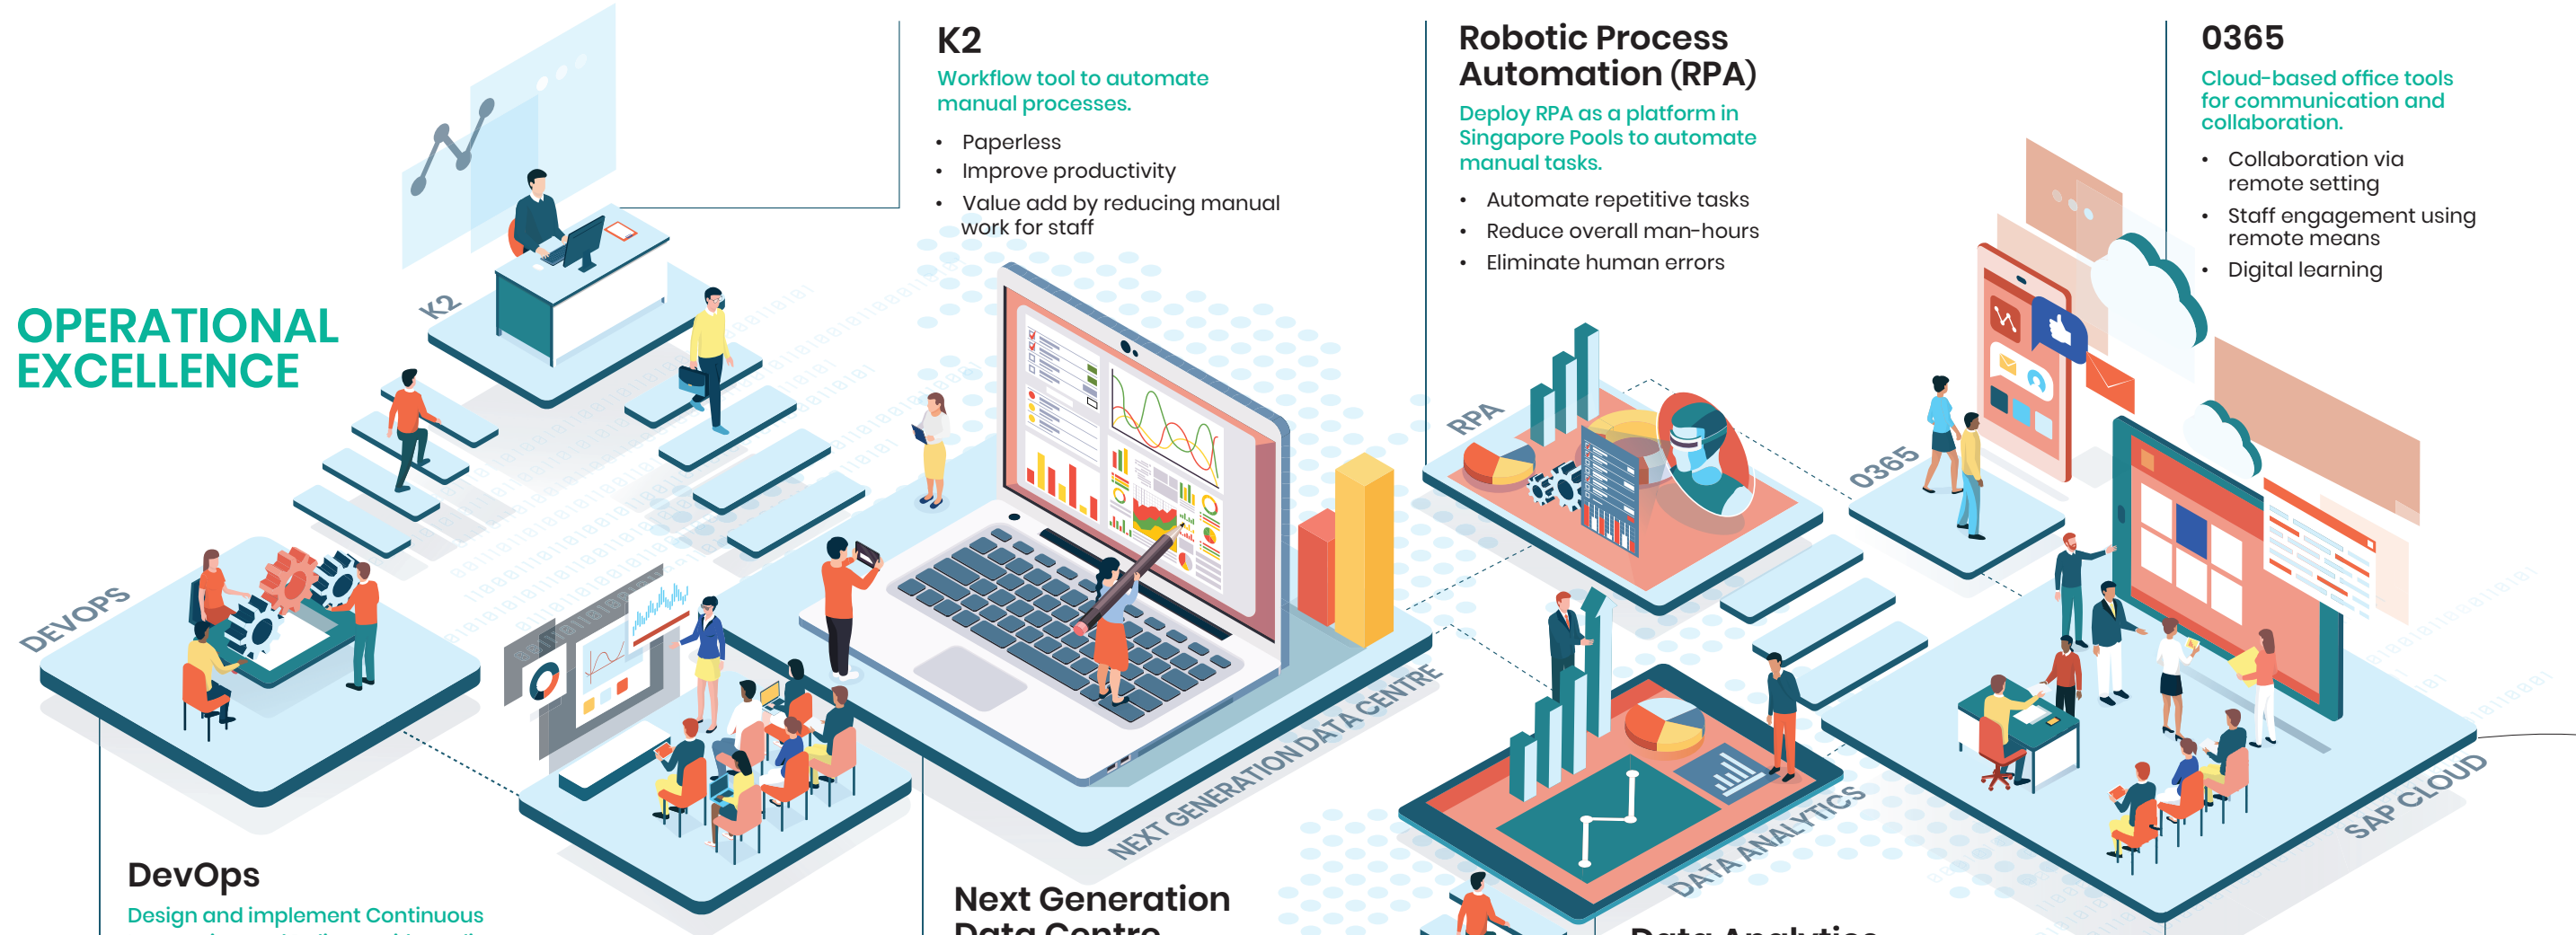 K2
Workflow tool to automate
manual processes.
• Paperless
• Improve productivity
• Value add by reducing manual
work for staff
Robotic Process
Automation (RPA)
Deploy RPA as a platform in
Singapore Pools to automate
manual tasks.
• Automate repetitive tasks
• Reduce overall man-hours
• Eliminate human errors
0365
Cloud-based office tools
for communication and
collaboration.
• Collaboration via
remote setting
• Staff engagement using
remote means
• Digital learning
OPERATIONAL
EXCELLENCE
K2
RPA
0365
DEVOPS
NEXT GENERATION DATA CENTRE
DATA ANALYTICS
SAP CLOUD
DevOps
Design and implement Continuous
Next Generation
Data Centre
Data Analytics